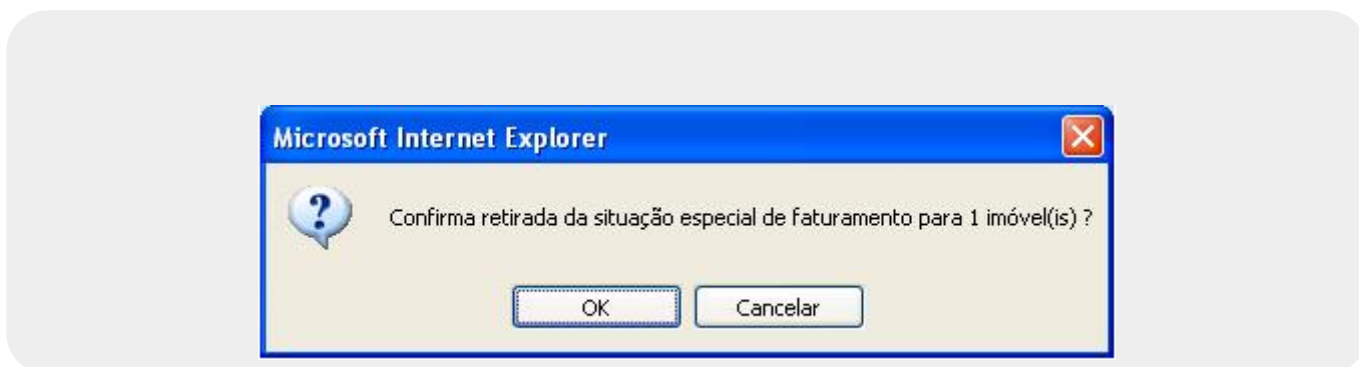 Microsoft Internet Explorer
Confirma retirada da situação especial de faturamento para 1 imóvel(is) ?
OK
Cancelar